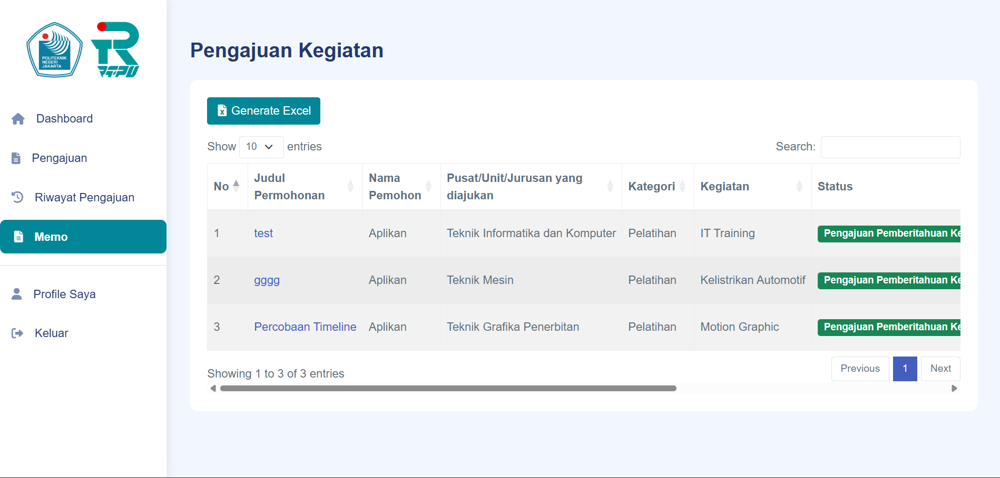 POLITEKNIK
NEGERI
JAKARTA
Dashboard
Pengajuan
Riwayat Pengajuan
Memo
Profile Saya
Keluar
Pengajuan Kegiatan
Generate Excel
Show 10 entries
Search:
No Judul Permohonan Nama Pemohon Pusat/Unit/Jurusan yang diajukan Kategori Kegiatan Status
1 test Aplikan Teknik Informatika dan Komputer Pelatihan IT Training Pengajuan Pemberitahuan Ke
2 gggg Aplikan Teknik Mesin Pelatihan Kelistrikan Automotif Pengajuan Pemberitahuan Ke
3 Percobaan Timeline Aplikan Teknik Grafika Penerbitan Pelatihan Motion Graphic Pengajuan Pemberitahuan Ke
Showing 1 to 3 of 3 entries
Previous 1 Next